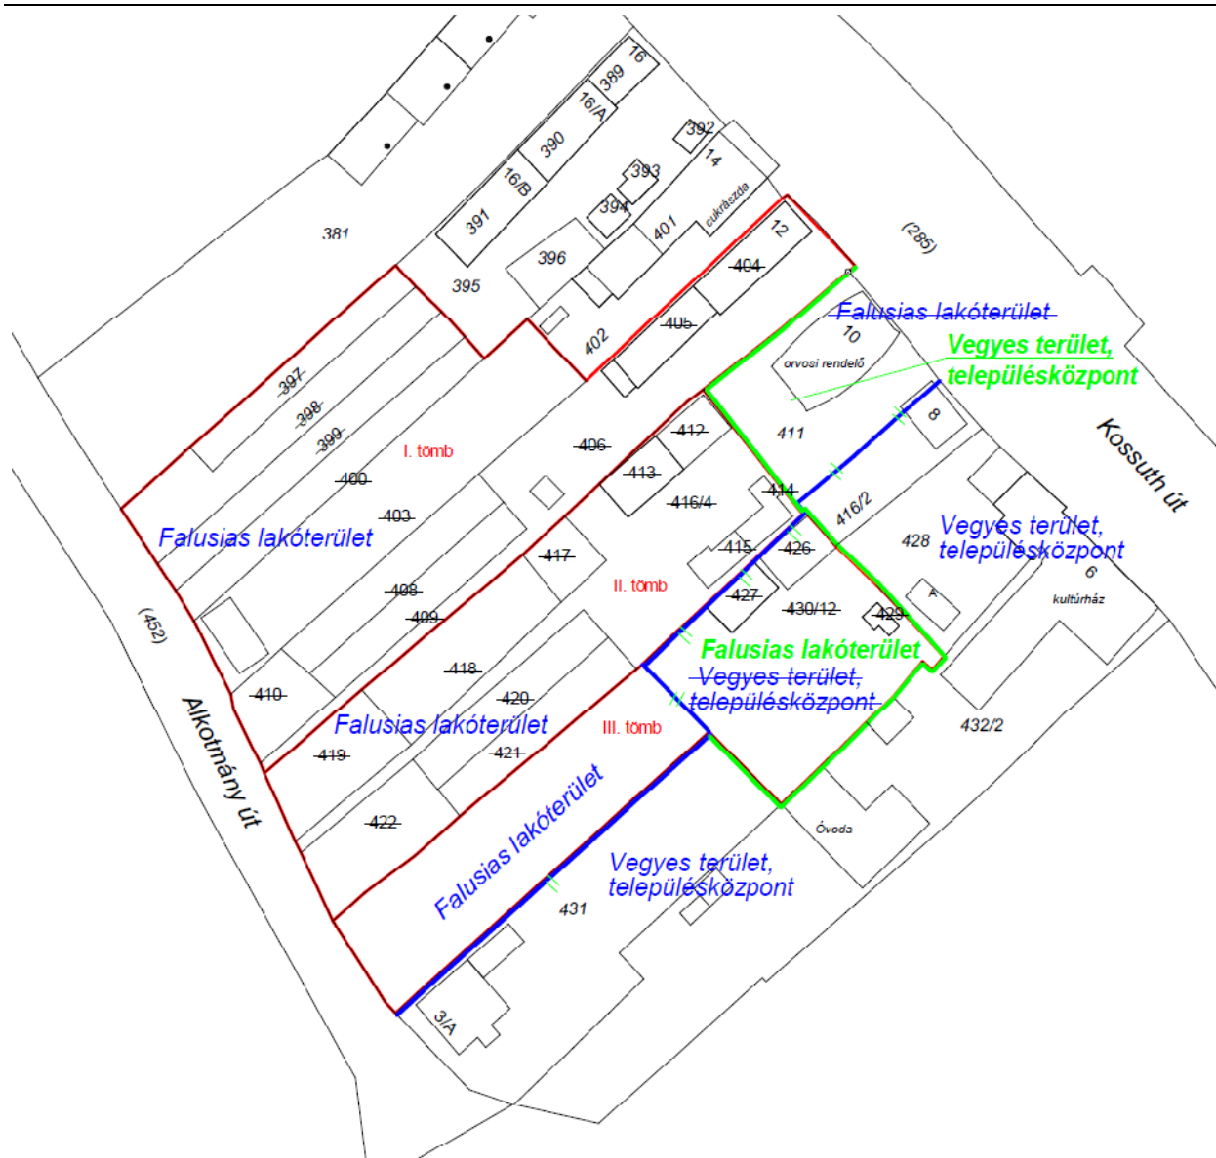 16
389
16/A
390
392
14
16/B
393
391
394
401
cukrászda
381
396
12
(285)
395
404
402
405
Falusias lakóterület
10
Vegyes terület,
településközpont
orvosi rendelő
397
398
399
I. tömb
406
412
411
8
400
413
Kossuth út
403
416/4
414
416/2
Falusias lakóterület
Vegyes terület,
településközpont
428
417
415
426
6
kultúrház
408
II. tömb
427
A
409
430/12
429
(452)
418
Falusias lakóterület
410
420
Vegyes terület,
településközpont
Alkotmány út
Falusias lakóterület
III. tömb
432/2
419
421
422
Falusias lakóterület
Óvoda
Vegyes terület,
településközpont
431
3/A